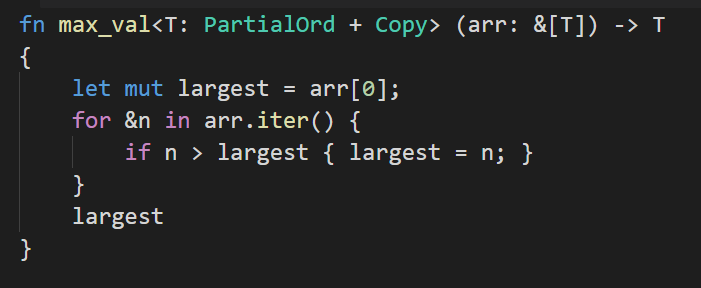 fn max_val<T: PartialOrd + Copy> (arr: &[T]) -> T
{
    let mut largest = arr[0];
    for &n in arr.iter() {
        if n > largest { largest = n; }
    }
    largest
}